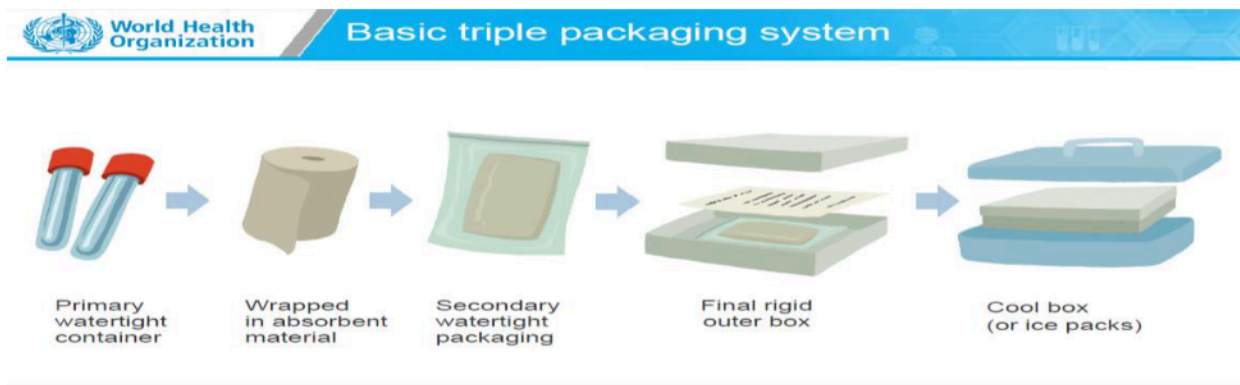 World Health
Organization
Basic triple packaging system
Primary
watertight
container
Wrapped
in absorbent
material
Secondary
watertight
packaging
Final rigid
outer box
Cool box
(or ice packs)